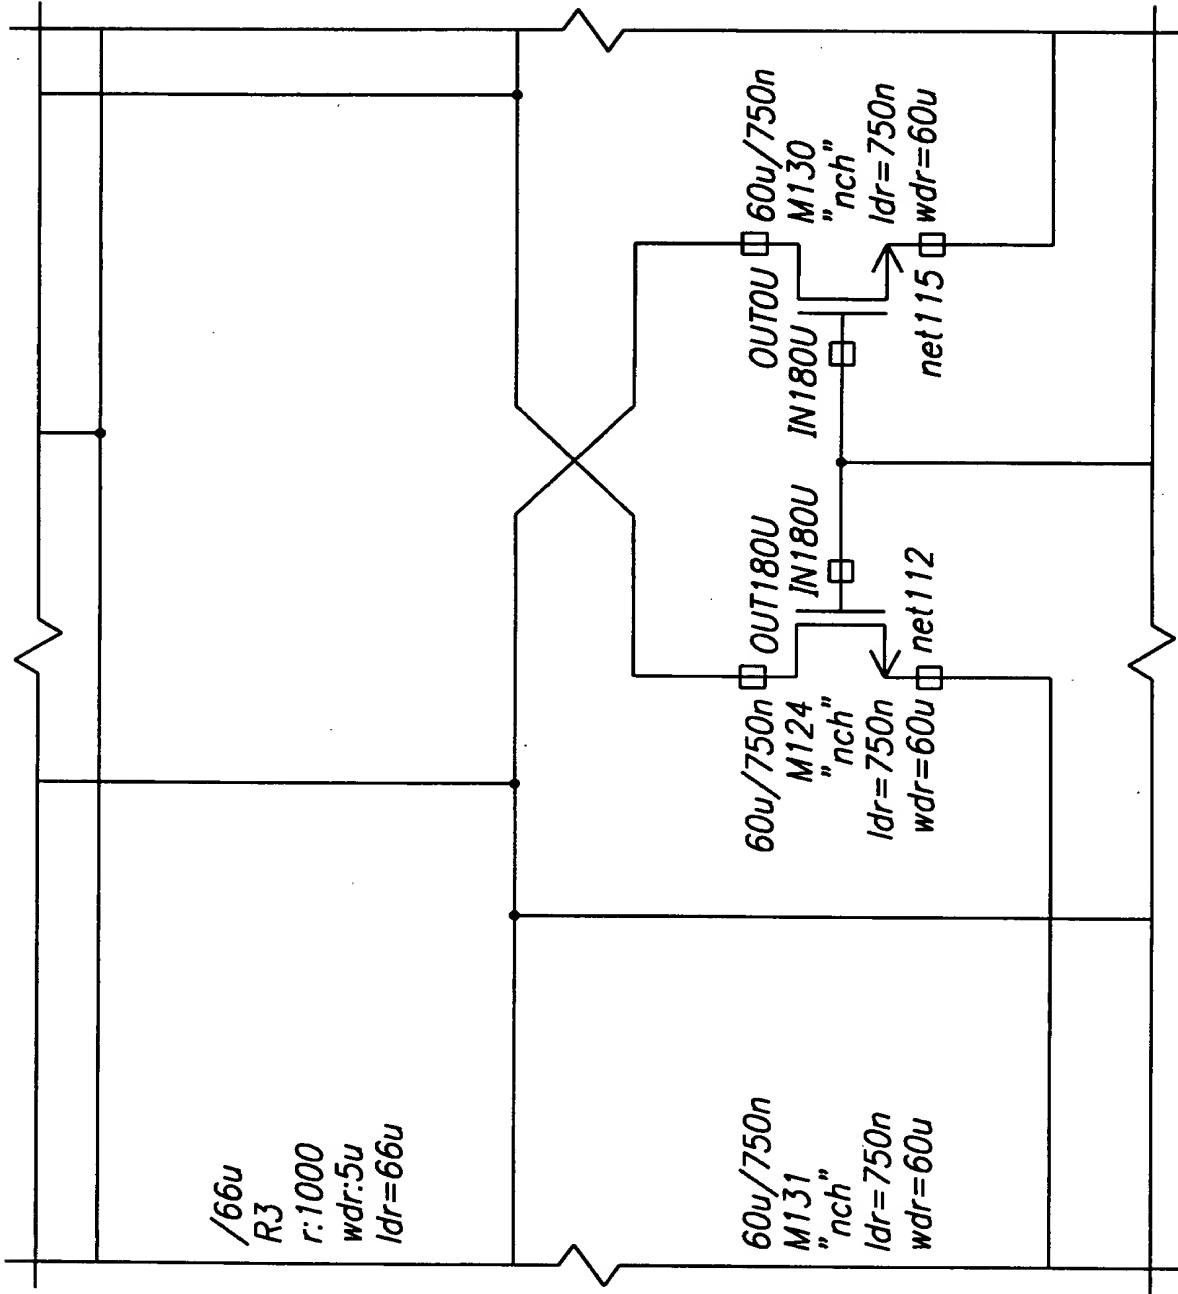 /66u
R3
r:1000
wdr:5u
ldr=66u
60u/750n
M131
"nch"
ldr=750n
wdr=60u
60u/750n
M124
"nch"
ldr=750n
wdr=60u
OUT180U
IN180U
net112
OUT0U
IN180U
net115
60u/750n
M130
"nch"
ldr=750n
wdr=60u